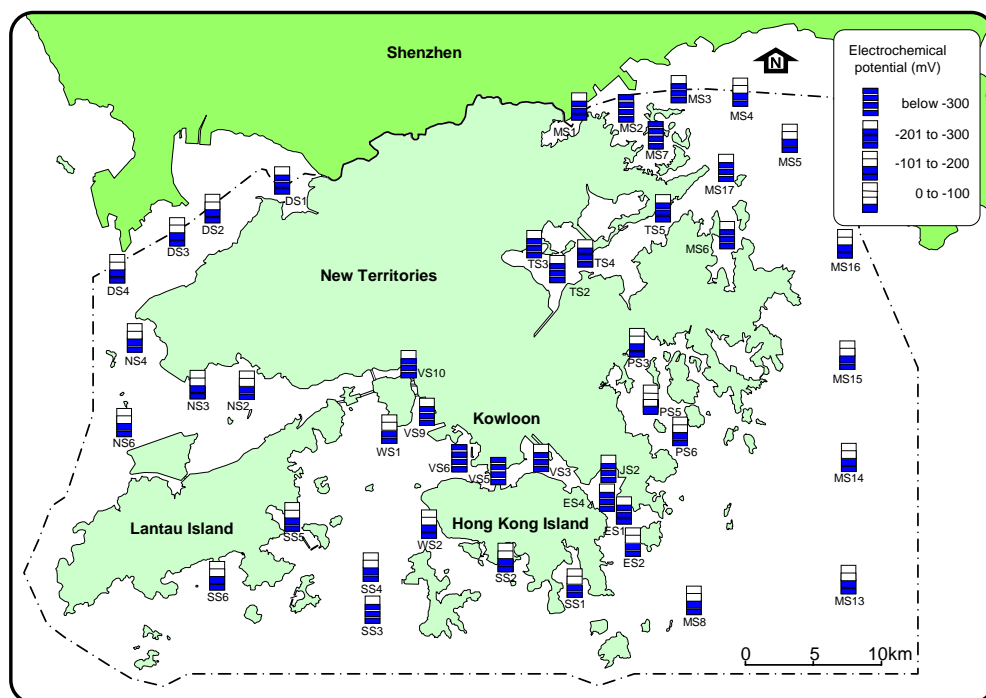 Shenzhen
N
Electrochemical
potential (mV)
below -300
-201 to -300
-101 to -200
0 to -100
MS1
MS2
MS3
MS4
MS7
MS5
MS17
DS1
DS2
DS3
DS4
TS5
MS6
TS3
TS4
TS2
MS16
New Territories
NS4
NS3
NS2
NS6
VS10
PS3
MS15
PS5
PS6
Kowloon
VS9
WS1
VS6
VS5
VS3
JS2
MS14
ES4
ES1
ES2
Lantau Island
SS5
WS2
Hong Kong Island
SS2
SS6
SS4
SS3
SS1
MS8
MS13
0 5 10km